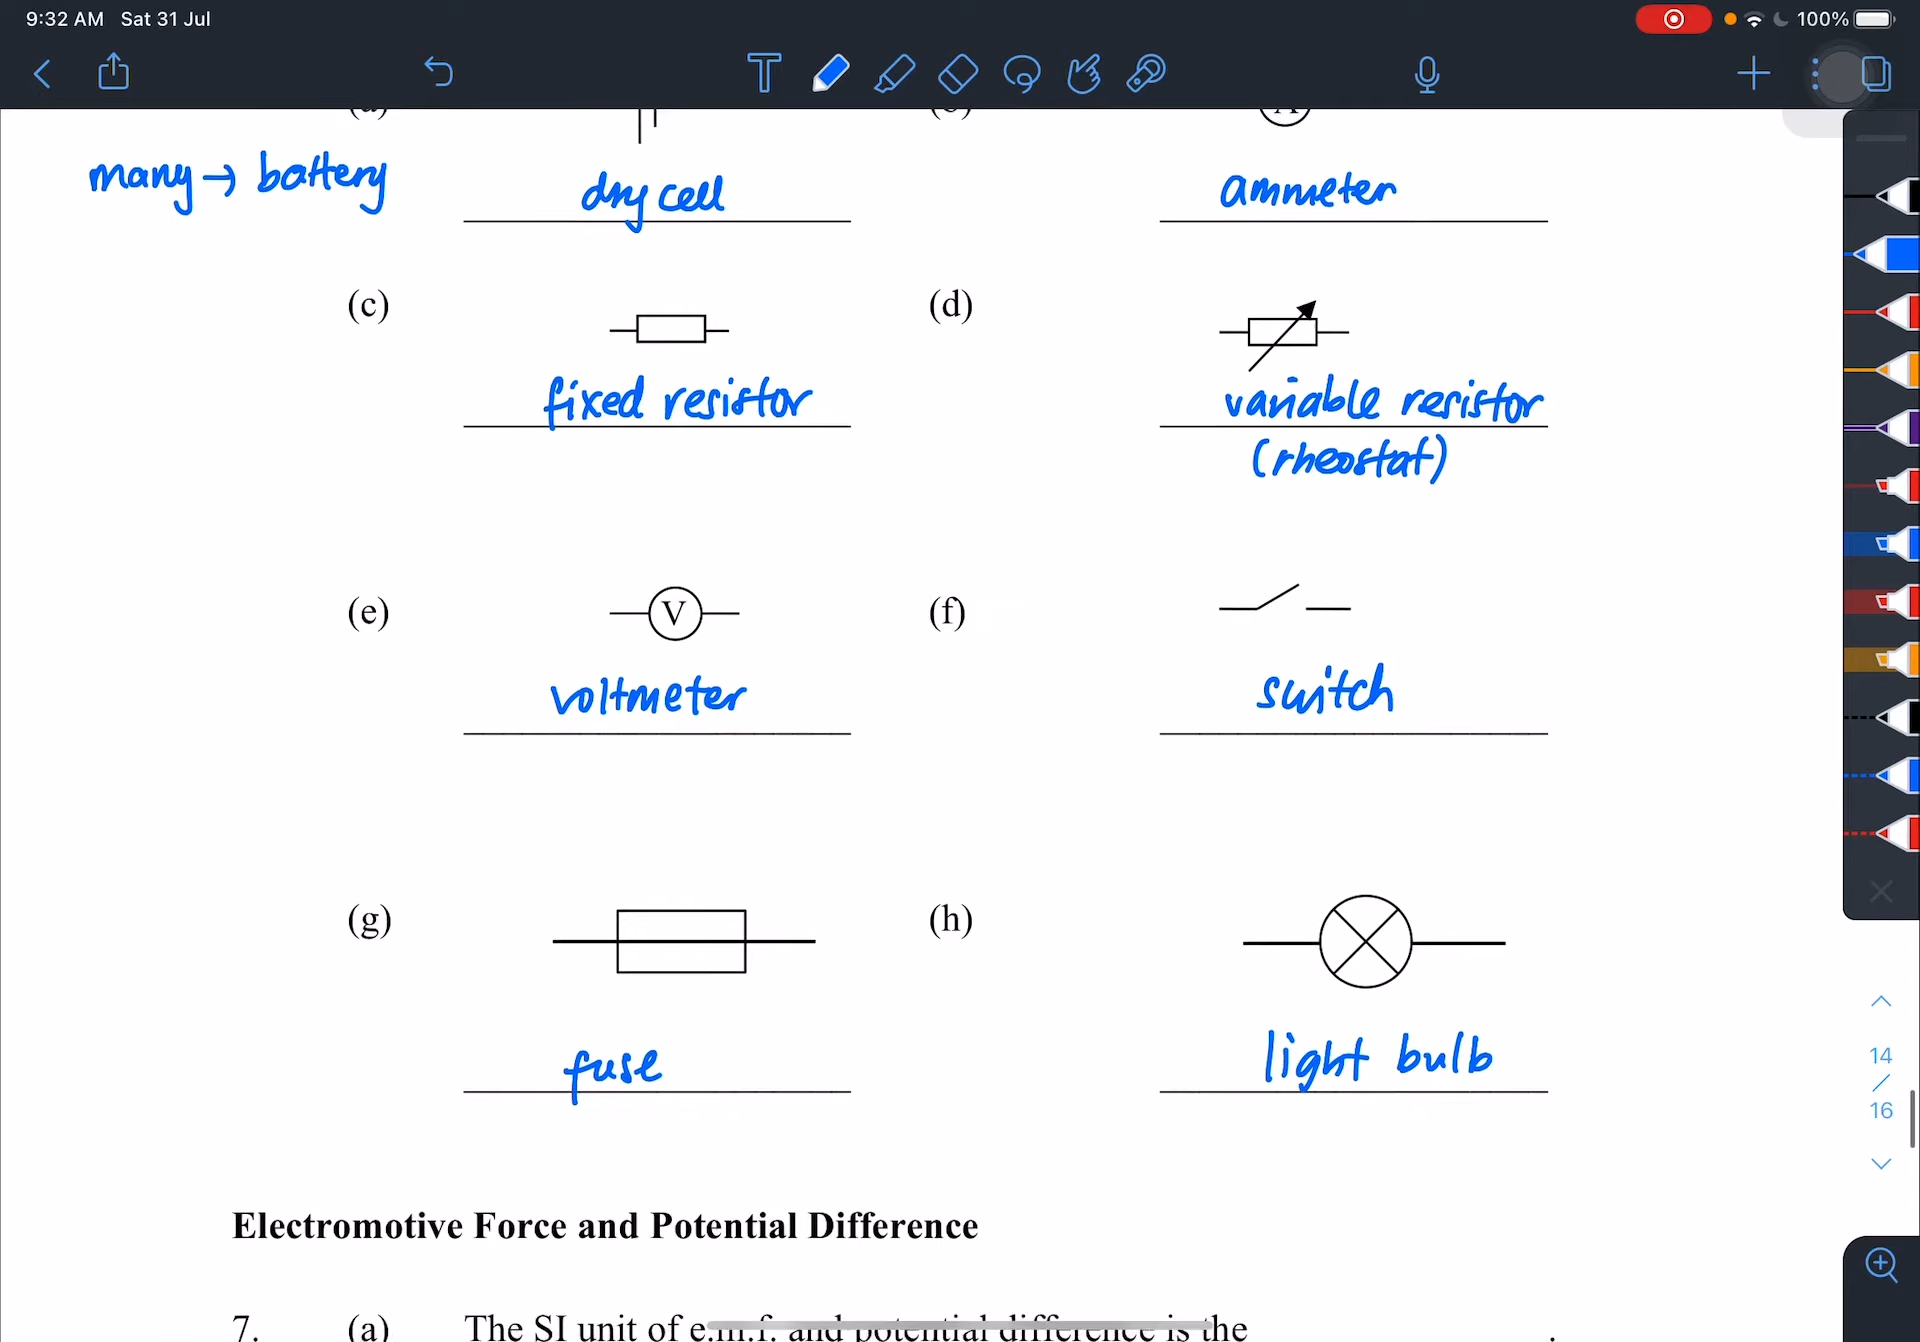 9:32 AM Sat 31 Jul 100%
many → battery
dry cell
ammeter
(c)
(d)
fixed resistor
variable resistor
(rheostat)
(e)
V
(f)
voltmeter
switch
(g)
(h)
fuse
light bulb
14
/
16
Electromotive Force and Potential Difference
7. (a) The SI unit of e.m.f. and potential difference is the .